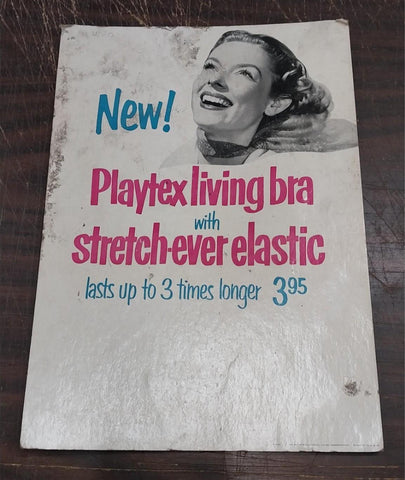 New!
Playtex living bra
with
stretch-ever elastic
lasts up to 3 times longer 3 95